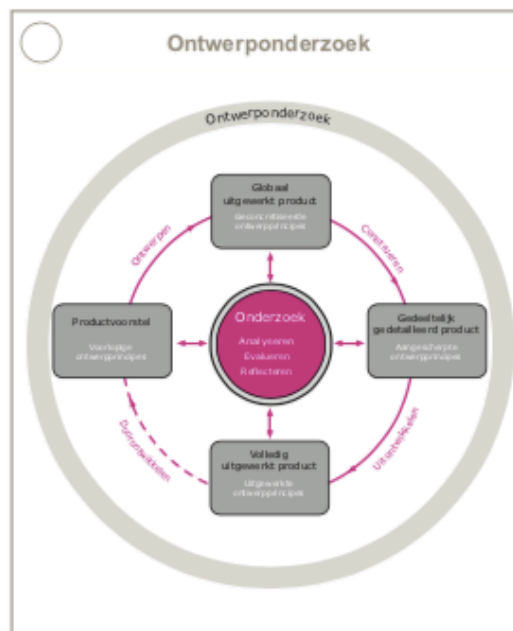 Ontwerponderzoek
Ontwerponderzoek
Globaal
uitgewerkt product
Geconcretiseerde
ontwerpprincipes
Ontwerpen
Construeren
Productvoorstel
Voorlopige
ontwerpprincipes
Onderzoek
Analyseren
Evalueren
Reflecteren
Gedeeltelijk
gedetailleerd product
Aangescherpte
ontwerpprincipes
Doorontwikkelen
Uitontwikkelen
Volledig
uitgewerkt product
Uitgewerkte
ontwerpprincipes